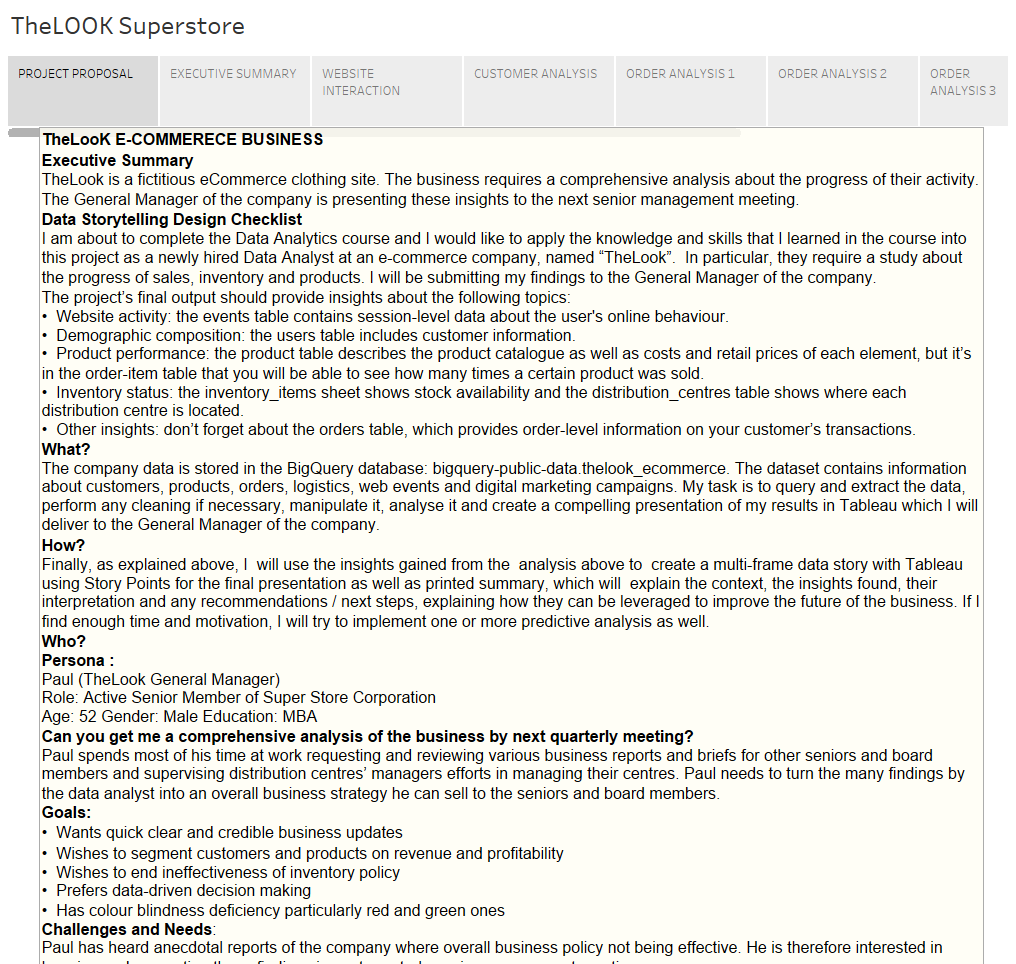 TheLOOK Superstore
PROJECT PROPOSAL
EXECUTIVE SUMMARY
WEBSITE
INTERACTION
CUSTOMER ANALYSIS
ORDER ANALYSIS 1
ORDER ANALYSIS 2
ORDER
ANALYSIS 3
TheLooK E-COMMERECE BUSINESS
Executive Summary
TheLook is a fictitious eCommerce clothing site. The business requires a comprehensive analysis about the progress of their activity.
The General Manager of the company is presenting these insights to the next senior management meeting.
Data Storytelling Design Checklist
I am about to complete the Data Analytics course and I would like to apply the knowledge and skills that I learned in the course into
this project as a newly hired Data Analyst at an e-commerce company, named “TheLook”.  In particular, they require a study about
the progress of sales, inventory and products. I will be submitting my findings to the General Manager of the company.
The project’s final output should provide insights about the following topics:
• Website activity: the events table contains session-level data about the user's online behaviour.
• Demographic composition: the users table includes customer information.
• Product performance: the product table describes the product catalogue as well as costs and retail prices of each element, but it’s
in the order-item table that you will be able to see how many times a certain product was sold.
• Inventory status: the inventory_items sheet shows stock availability and the distribution_centres table shows where each
distribution centre is located.
• Other insights: don’t forget about the orders table, which provides order-level information on your customer’s transactions.
What?
The company data is stored in the BigQuery database: bigquery-public-data.thelook_ecommerce. The dataset contains information
about customers, products, orders, logistics, web events and digital marketing campaigns. My task is to query and extract the data,
perform any cleaning if necessary, manipulate it, analyse it and create a compelling presentation of my results in Tableau which I will
deliver to the General Manager of the company.
How?
Finally, as explained above, I  will use the insights gained from the  analysis above to  create a multi-frame data story with Tableau
using Story Points for the final presentation as well as printed summary, which will  explain the context, the insights found, their
interpretation and any recommendations / next steps, explaining how they can be leveraged to improve the future of the business. If I
find enough time and motivation, I will try to implement one or more predictive analysis as well.
Who?
Persona :
Paul (TheLook General Manager)
Role: Active Senior Member of Super Store Corporation
Age: 52 Gender: Male Education: MBA
Can you get me a comprehensive analysis of the business by next quarterly meeting?
Paul spends most of his time at work requesting and reviewing various business reports and briefs for other seniors and board
members and supervising distribution centres’ managers efforts in managing their centres. Paul needs to turn the many findings by
the data analyst into an overall business strategy he can sell to the seniors and board members.
Goals:
• Wants quick clear and credible business updates
• Wishes to segment customers and products on revenue and profitability
• Wishes to end ineffectiveness of inventory policy
• Prefers data-driven decision making
• Has colour blindness deficiency particularly red and green ones
Challenges and Needs:
Paul has heard anecdotal reports of the company where overall business policy not being effective. He is therefore interested in